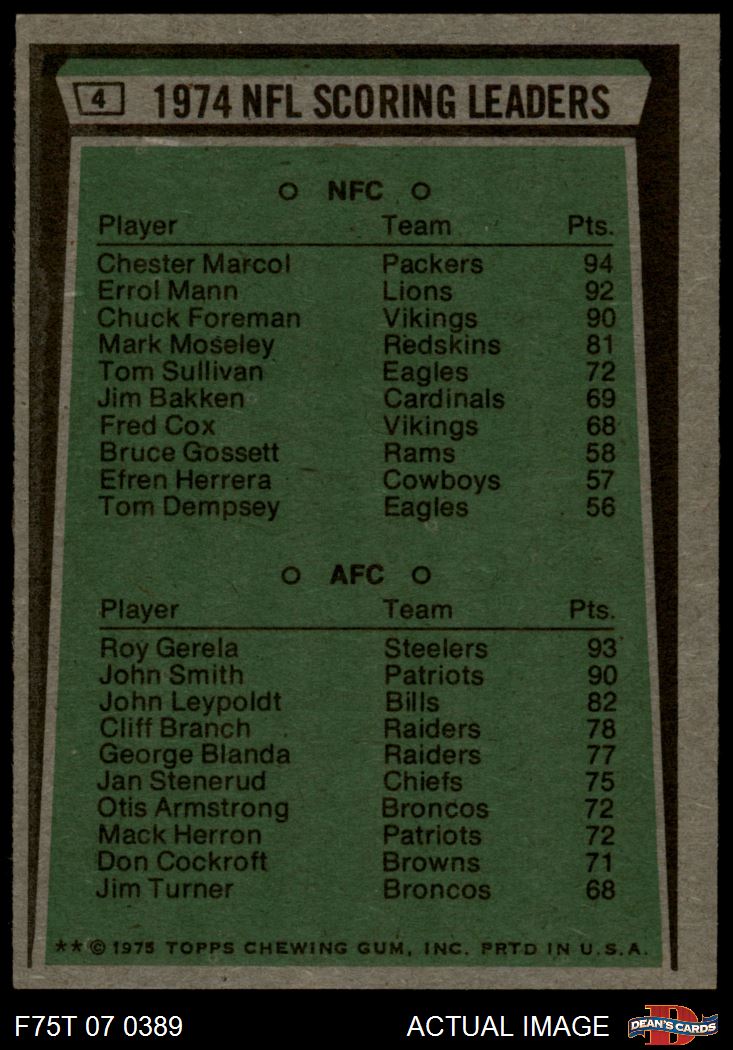 4 1974 NFL SCORING LEADERS
NFC
Player Team Pts.
Chester Marcol Packers 94
Errol Mann Lions 92
Chuck Foreman Vikings 90
Mark Moseley Redskins 81
Tom Sullivan Eagles 72
Jim Bakken Cardinals 69
Fred Cox Vikings 68
Bruce Gossett Rams 58
Efren Herrera Cowboys 57
Tom Dempsey Eagles 56
AFC
Player Team Pts.
Roy Gerela Steelers 93
John Smith Patriots 90
John Leypoldt Bills 82
Cliff Branch Raiders 78
George Blanda Raiders 77
Jan Stenerud Chiefs 75
Otis Armstrong Broncos 72
Mack Herron Patriots 72
Don Cockroft Browns 71
Jim Turner Broncos 68
**© 1975 TOPPS CHEWING GUM, INC. PRTD IN U.S.A.
F75T 07 0389 ACTUAL IMAGE D DEAN'S CARDS